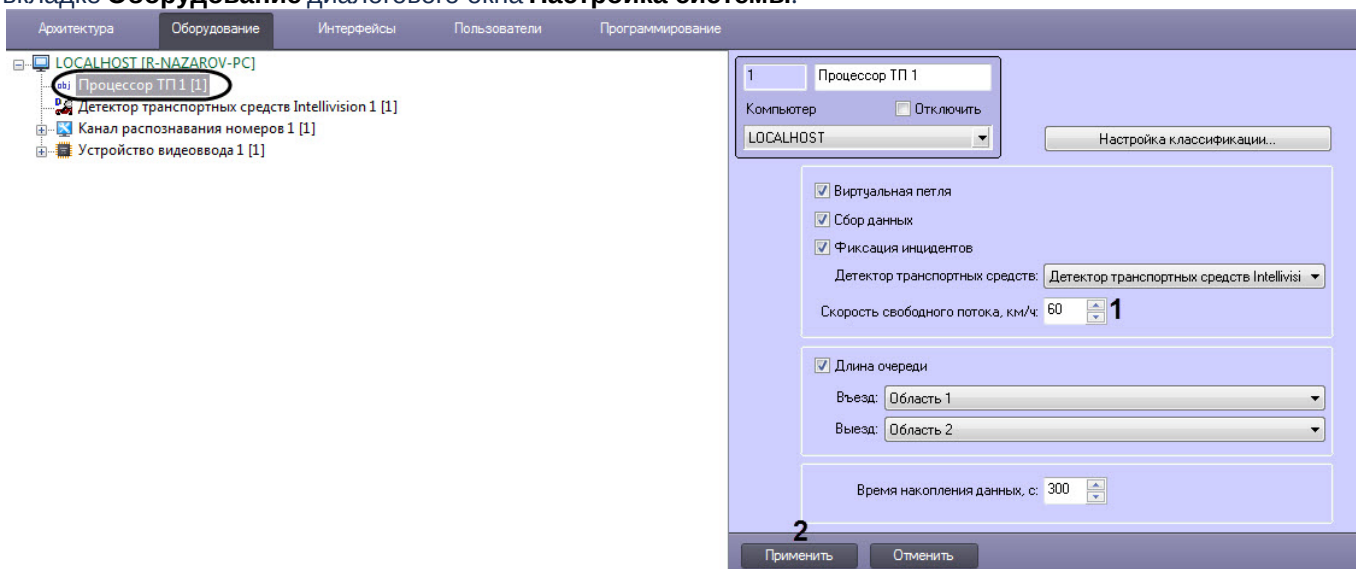 вкладке Оборудование диалогового окна Настройка системы.
Архитектура Оборудование Интерфейсы Пользователи Программирование
LOCALHOST [R-NAZAROV-PC]
obj Процессор ТП 1 [1]
Детектор транспортных средств Intellivision 1 [1]
Канал распознавания номеров 1 [1]
Устройство видеоввода 1 [1]
1 Процессор ТП 1
Компьютер Отключить
LOCALHOST
Настройка классификации...
Виртуальная петля
Сбор данных
Фиксация инцидентов
Детектор транспортных средств: Детектор транспортных средств Intellivisi
Скорость свободного потока, км/ч: 60 1
Длина очереди
Въезд: Область 1
Выезд: Область 2
Время накопления данных, с: 300
2
Применить Отменить